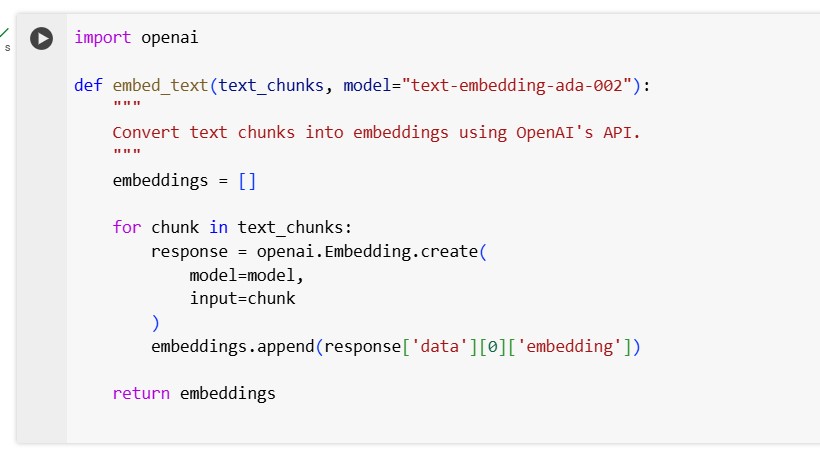 import openai
def embed_text(text_chunks, model="text-embedding-ada-002"):
    """
    Convert text chunks into embeddings using OpenAI's API.
    """
    embeddings = []
    for chunk in text_chunks:
        response = openai.Embedding.create(
            model=model,
            input=chunk
        )
        embeddings.append(response['data'][0]['embedding'])
    return embeddings
s